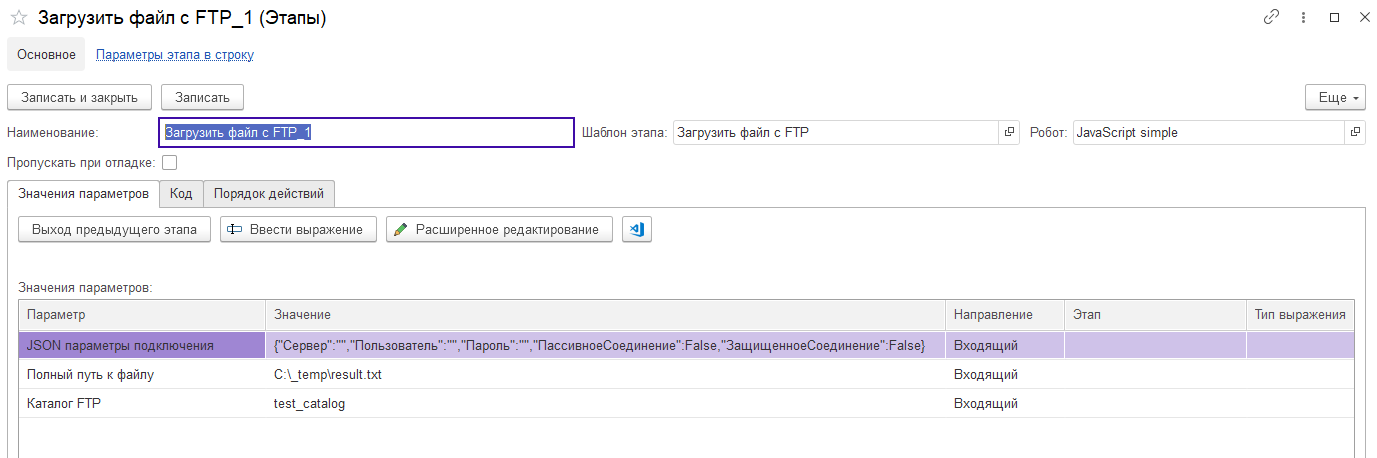 Загрузить файл с FTP_1 (Этапы)
Основное Параметры этапа в строку
Записать и закрыть Записать Еще
Наименование: Загрузить файл с FTP_1 Шаблон этапа: Загрузить файл с FTP Робот: JavaScript simple
Пропускать при отладке:
Значения параметров Код Порядок действий
Выход предыдущего этапа Ввести выражение Расширенное редактирование
Значения параметров:
Параметр Значение Направление Этап Тип выражения
JSON параметры подключения {"Сервер":"","Пользователь":"","Пароль":"","ПассивноеСоединение":False,"ЗащищенноеСоединение":False} Входящий
Полный путь к файлу C:\_temp\result.txt Входящий
Каталог FTP test_catalog Входящий